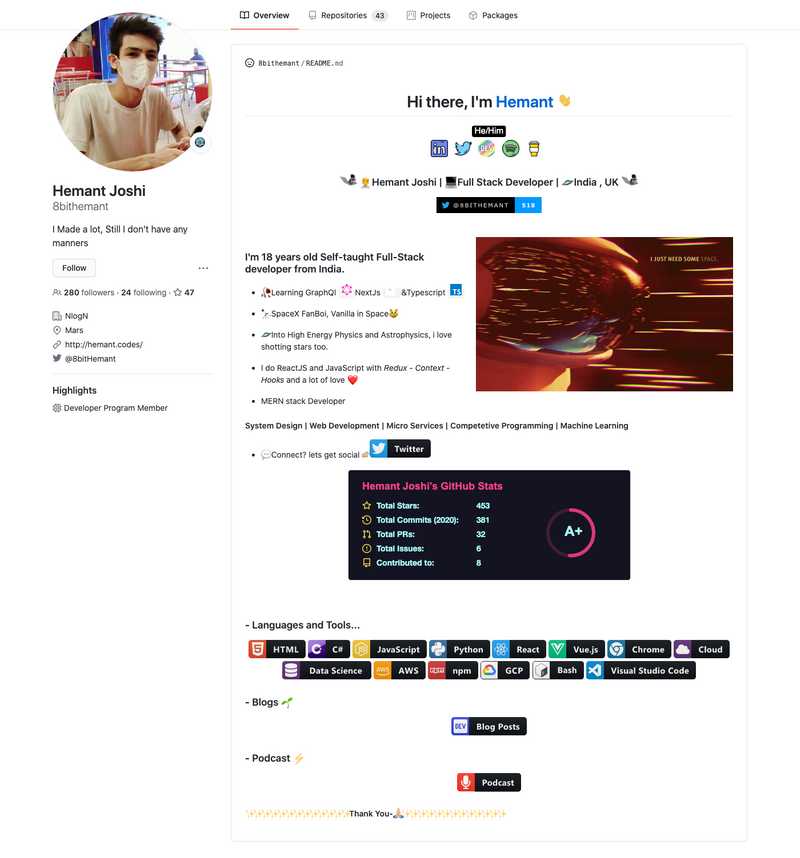 Overview
Repositories 43
Projects
Packages
Hemant Joshi
8bithemant
I Made a lot, Still I don't have any
manners
Follow
280 followers · 24 following · 47
NlogN
Mars
http://hemant.codes/
@8bitHemant
Highlights
Developer Program Member
8bithemant/README.md
Hi there, I'm Hemant
He/Him
in
DEV
Hemant Joshi | Full Stack Developer | India , UK
@8BITHEMANT 518
I'm 18 years old Self-taught Full-Stack
developer from India.
Learning GraphQl NextJs &Typescript TS
SpaceX FanBoi, Vanilla in Space
Into High Energy Physics and Astrophysics, i love
shotting stars too.
I do ReactJS and JavaScript with Redux - Context -
Hooks and a lot of love
MERN stack Developer
I JUST NEED SOME SPACE.
System Design | Web Development | Micro Services | Competetive Programming | Machine Learning
Connect? lets get social Twitter
Hemant Joshi's GitHub Stats
Total Stars: 453
Total Commits (2020): 381
Total PRs: 32
Total Issues: 6
Contributed to: 8
A+
- Languages and Tools...
HTML C# JavaScript Python React Vue.js Chrome Cloud
Data Science AWS npm GCP Bash Visual Studio Code
- Blogs
DEV Blog Posts
- Podcast
Podcast
Thank You-